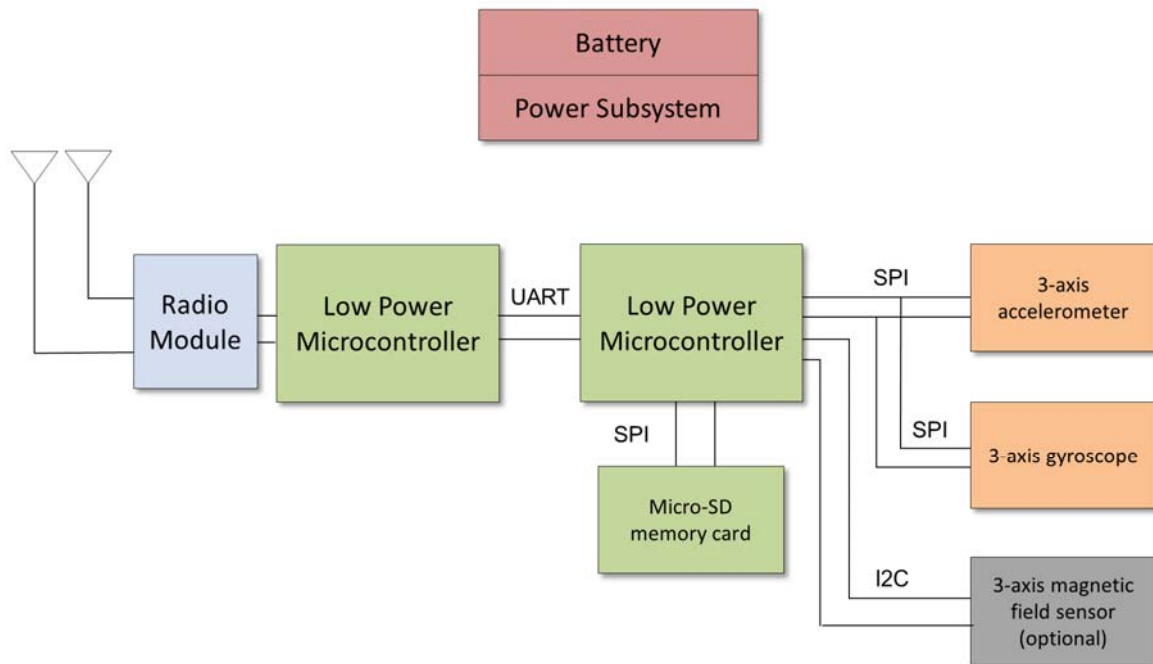 Battery
Power Subsystem
Radio
Module
Low Power
Microcontroller
UART
Low Power
Microcontroller
SPI
3-axis
accelerometer
SPI
3-axis gyroscope
SPI
Micro-SD
memory card
I2C
3-axis magnetic
field sensor
(optional)